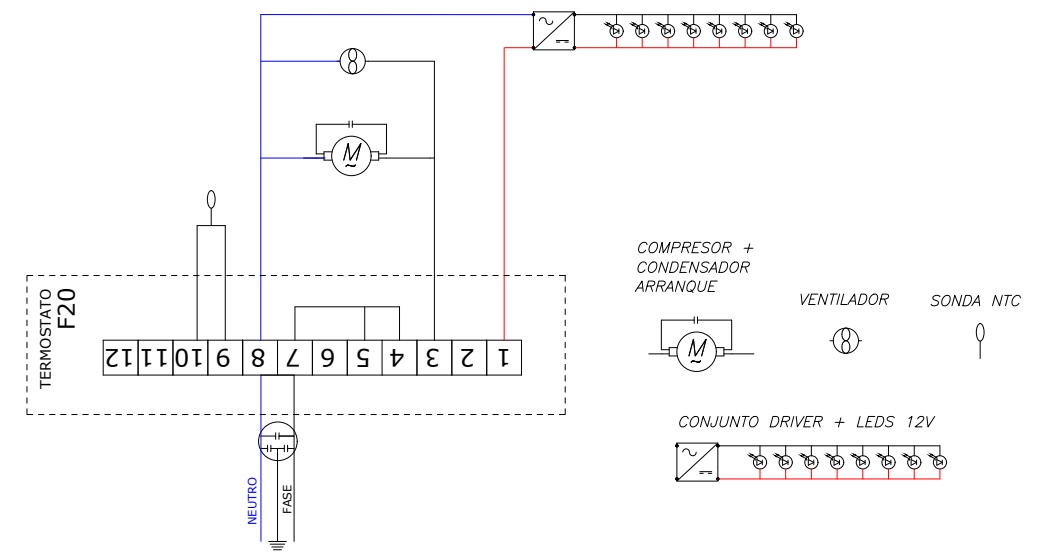 M
~
TERMOSTATO
F20
12 11 10 9 8 7 6 5 4 3 2 1
NEUTRO
FASE
COMPRESOR +
CONDENSADOR
ARRANQUE
M
~
VENTILADOR
SONDA NTC
CONJUNTO DRIVER + LEDS 12V